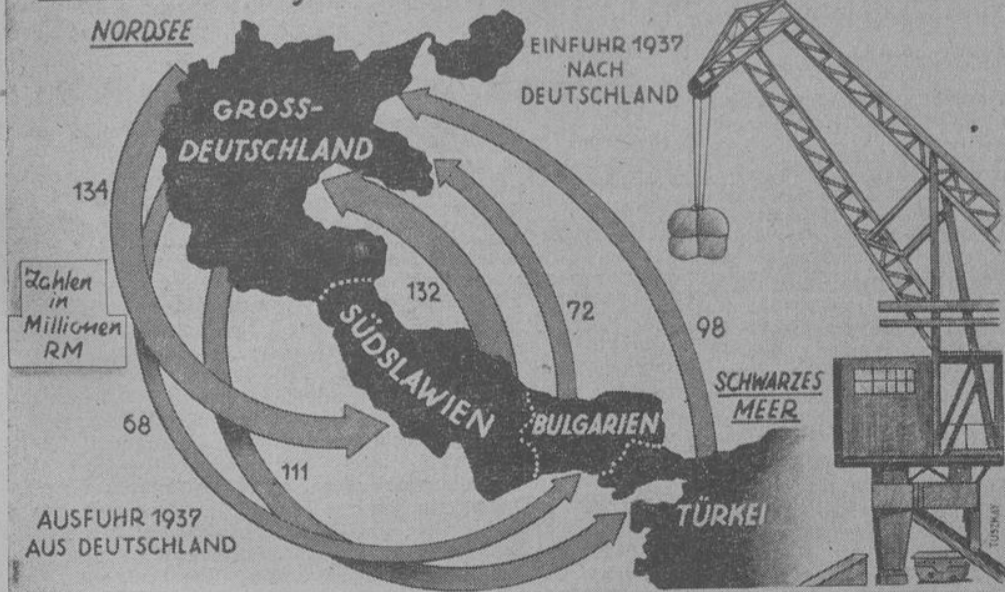 NORDSEE
EINFUHR 1937
NACH
DEUTSCHLAND
GROSS-
DEUTSCHLAND
134
Zahlen
in
Millionen
RM
132
72
98
SÜDSLAWIEN
SCHWARZES
MEER
BULGARIEN
68
111
TÜRKEI
AUSFUHR 1937
AUS DEUTSCHLAND